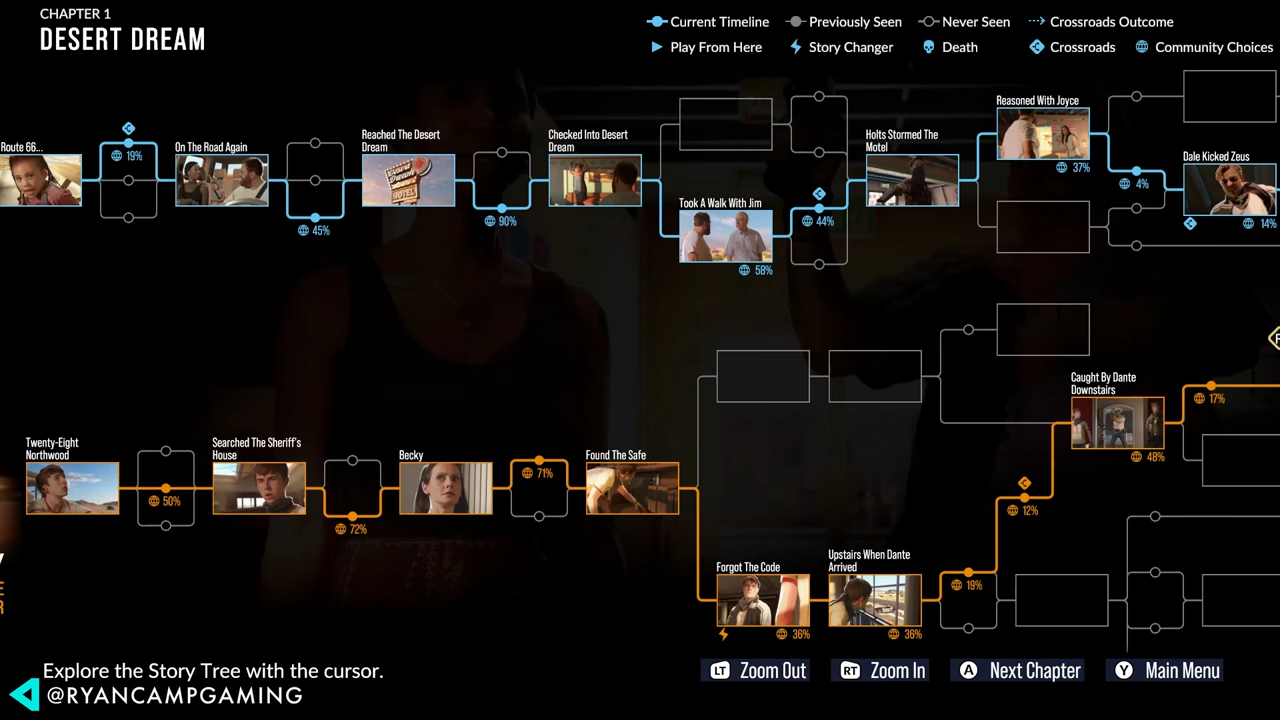 CHAPTER 1
DESERT DREAM
Current Timeline
Previously Seen
Never Seen
Crossroads Outcome
Play From Here
Story Changer
Death
Crossroads
Community Choices
Route 66...
19%
On The Road Again
45%
Reached The Desert
Dream
90%
Checked Into Desert
Dream
Took A Walk With Jim
58%
44%
Holts Stormed The
Motel
Reasoned With Joyce
37%
4%
Dale Kicked Zeus
14%
Twenty-Eight
Northwood
50%
Searched The Sheriff's
House
72%
Becky
71%
Found The Safe
Forgot The Code
36%
Upstairs When Dante
Arrived
36%
19%
12%
Caught By Dante
Downstairs
48%
17%
Explore the Story Tree with the cursor.
@RYANCAMPGAMING
LT Zoom Out
RT Zoom In
A Next Chapter
Y Main Menu